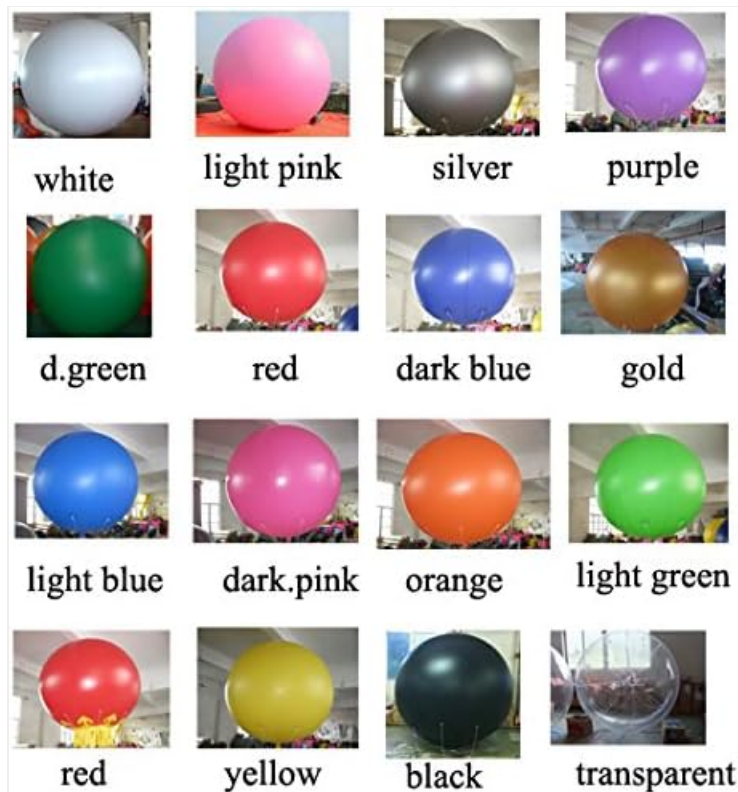 white light pink silver purple
d.green red dark blue gold
light blue dark.pink orange light green
red yellow black transparent